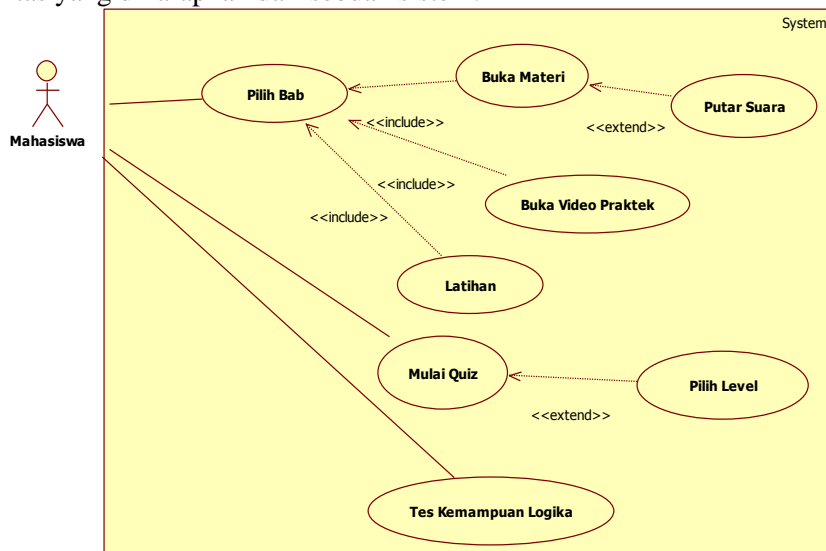 yang
System
Buka Materi
Pilih Bab
Putar Suara
<<include>>
<<extend>>
Mahasiswa
<<include>>
Buka Video Praktek
<<include>>
Latihan
Mulai Quiz
Pilih Level
<<extend>>
Tes Kemampuan Logika